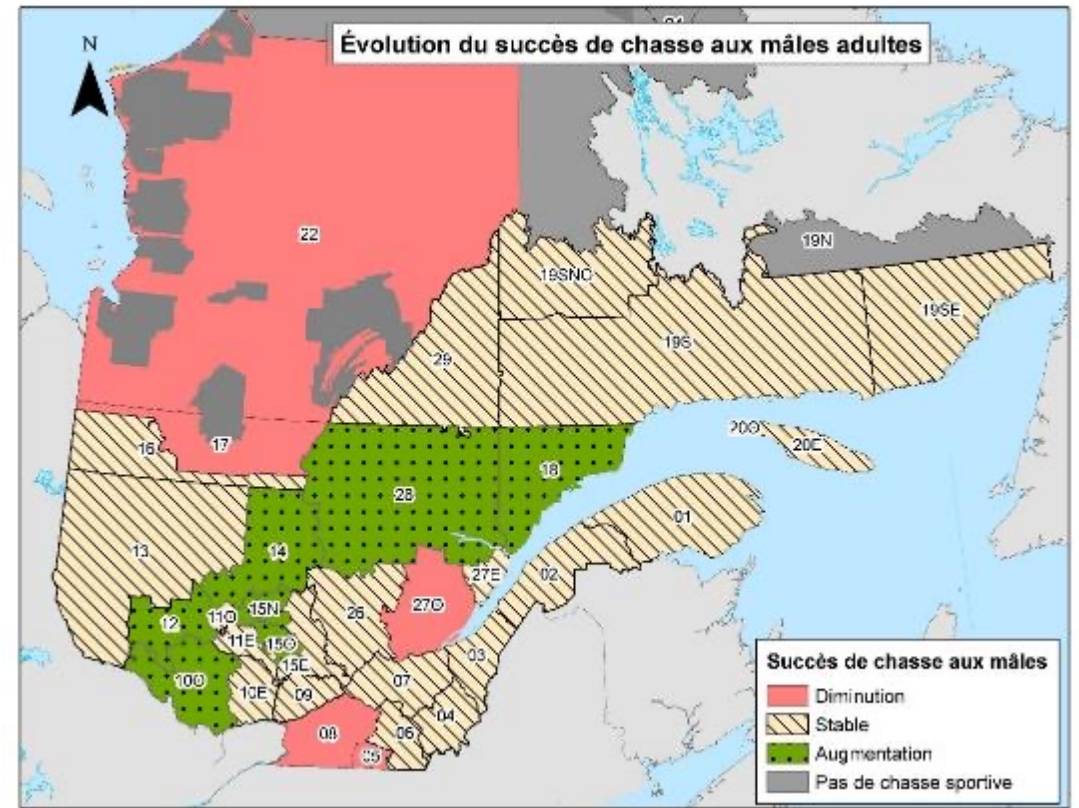 Évolution du succès de chasse aux mâles adultes
N
22
19N
19SNC
19SE
29
19S
20O
20E
16
17
18
28
01
13
14
02
27E
12
11O
15N
26
27O
11E
15O
15E
03
10O
10E
09
07
04
08
06
05
Succès de chasse aux mâles
Diminution
Stable
Augmentation
Pas de chasse sportive